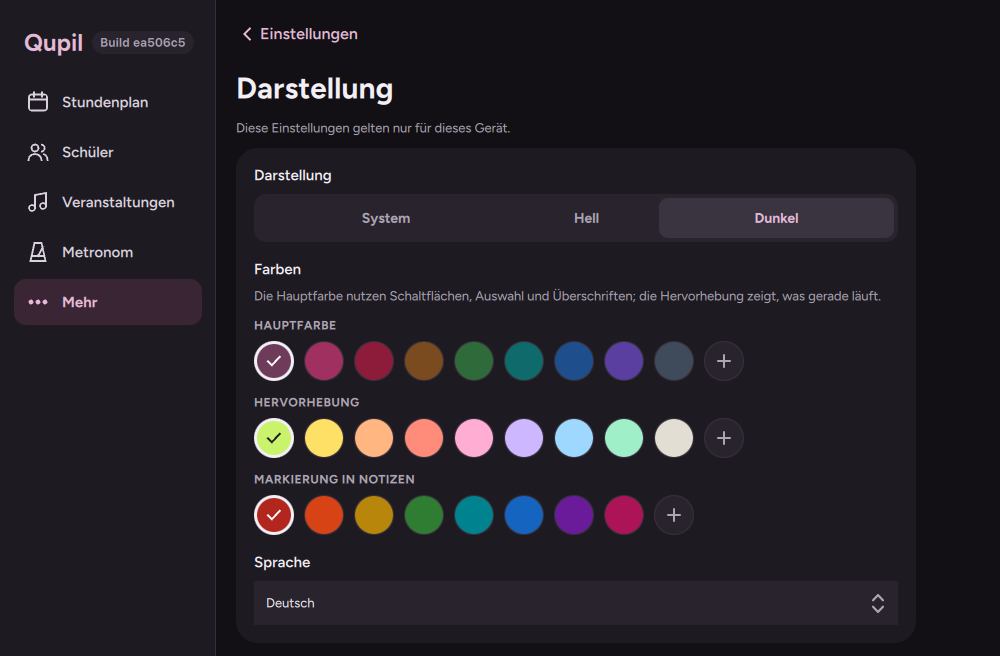 Qupil
Build ea506c5
Stundenplan
Schüler
Veranstaltungen
Metronom
Mehr
Einstellungen
Darstellung
Diese Einstellungen gelten nur für dieses Gerät.
Darstellung
System
Hell
Dunkel
Farben
Die Hauptfarbe nutzen Schaltflächen, Auswahl und Überschriften; die Hervorhebung zeigt, was gerade läuft.
HAUPTFARBE
HERVORHEBUNG
MARKIERUNG IN NOTIZEN
Sprache
Deutsch